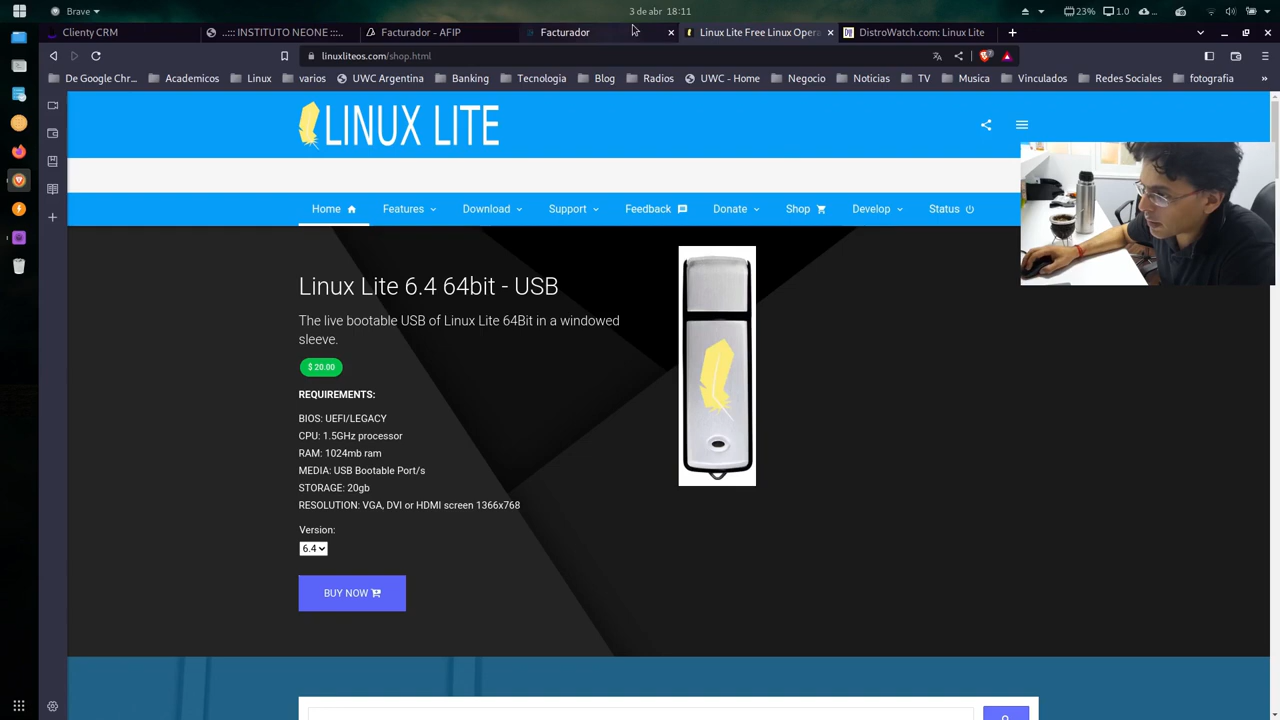 Brave
3 de abr 18:11
23%
1.0
Clienty CRM
..::: INSTITUTO NEONE :::..
Facturador - AFIP
Facturador
Linux Lite Free Linux Opera
DistroWatch.com: Linux Lite
linuxliteos.com/shop.html
De Google Chr...
Academicos
Linux
varios
UWC Argentina
Banking
Tecnologia
Blog
Radios
UWC - Home
Negocio
Noticias
TV
Musica
Vinculados
Redes Sociales
fotografia
LINUX LITE
Home
Features
Download
Support
Feedback
Donate
Shop
Develop
Status
Linux Lite 6.4 64bit - USB
The live bootable USB of Linux Lite 64Bit in a windowed
sleeve.
$ 20.00
REQUIREMENTS:
BIOS: UEFI/LEGACY
CPU: 1.5GHz processor
RAM: 1024mb ram
MEDIA: USB Bootable Port/s
STORAGE: 20gb
RESOLUTION: VGA, DVI or HDMI screen 1366x768
Version:
6.4
BUY NOW